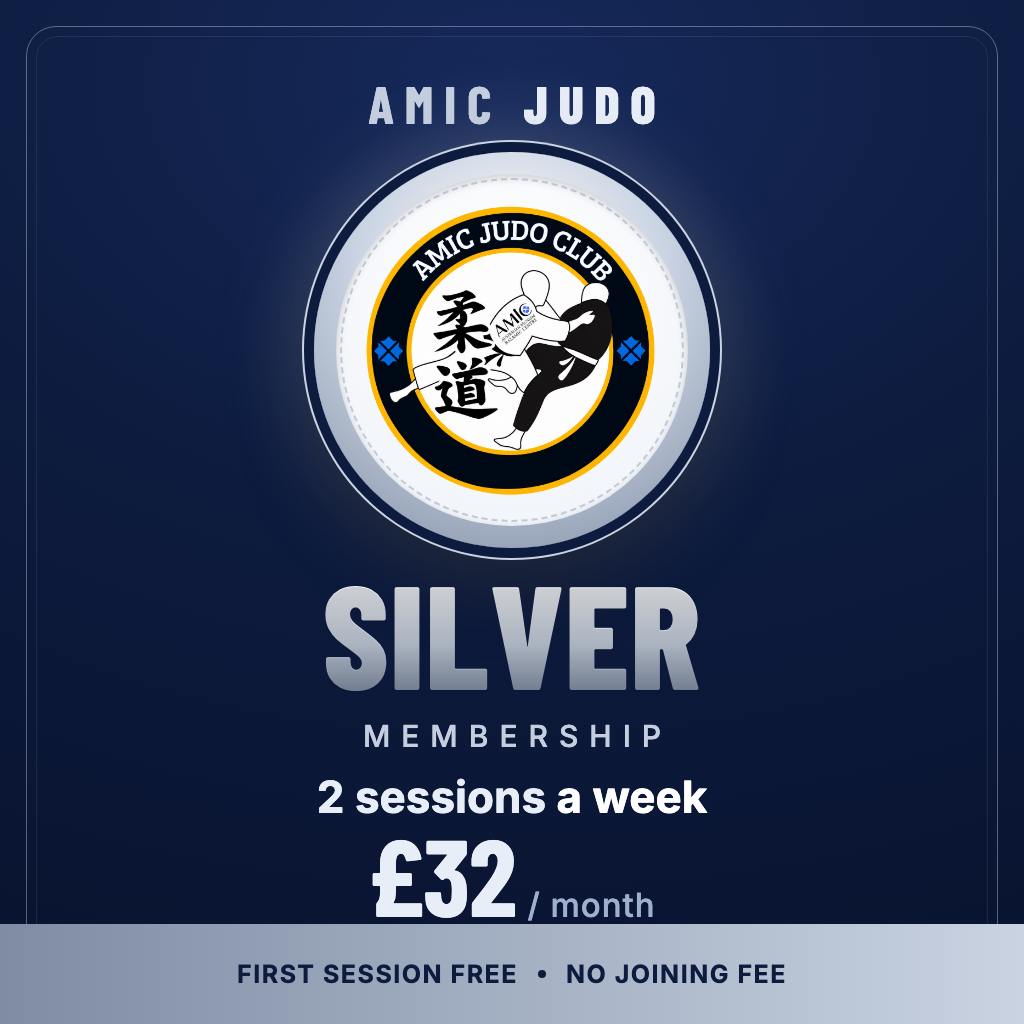 AMIC JUDO
AMIC JUDO CLUB
柔道
AMIC
SILVER
MEMBERSHIP
2 sessions a week
£32 / month
FIRST SESSION FREE • NO JOINING FEE